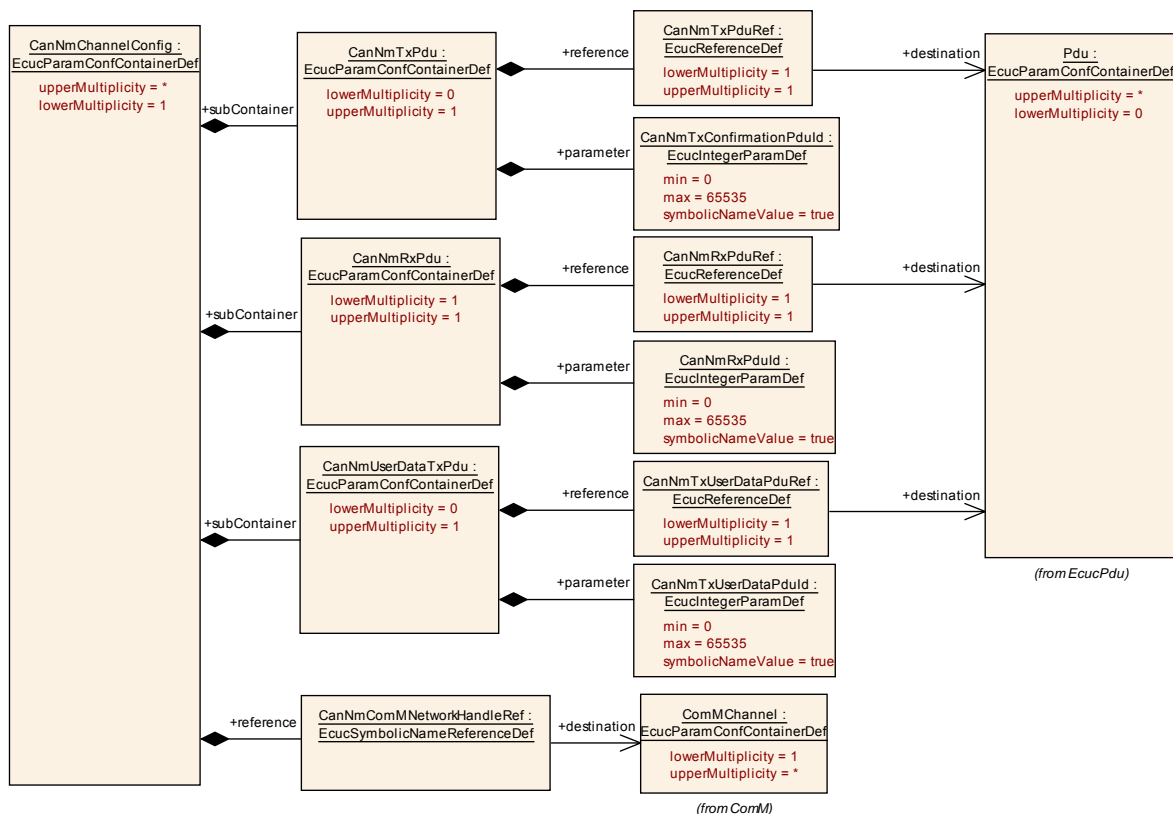 CanNmChannelConfig :
EcucParamConfContainerDef
upperMultiplicity = *
lowerMultiplicity = 1
+subContainer
CanNmTxPdu :
EcucParamConfContainerDef
lowerMultiplicity = 0
upperMultiplicity = 1
+reference
CanNmTxPduRef :
EcucReferenceDef
lowerMultiplicity = 1
upperMultiplicity = 1
+destination
Pdu :
EcucParamConfContainerDef
upperMultiplicity = *
lowerMultiplicity = 0
(from EcucPdu)
+parameter
CanNmTxConfirmationPduId :
EcucIntegerParamDef
min = 0
max = 65535
symbolicNameValue = true
+subContainer
CanNmRxPdu :
EcucParamConfContainerDef
lowerMultiplicity = 1
upperMultiplicity = 1
+reference
CanNmRxPduRef :
EcucReferenceDef
lowerMultiplicity = 1
upperMultiplicity = 1
+destination
+parameter
CanNmRxPduId :
EcucIntegerParamDef
min = 0
max = 65535
symbolicNameValue = true
+subContainer
CanNmUserDataTxPdu :
EcucParamConfContainerDef
lowerMultiplicity = 0
upperMultiplicity = 1
+reference
CanNmTxUserDataPduRef :
EcucReferenceDef
lowerMultiplicity = 1
upperMultiplicity = 1
+destination
+parameter
CanNmTxUserDataPduId :
EcucIntegerParamDef
min = 0
max = 65535
symbolicNameValue = true
+reference
CanNmComMNetworkHandleRef :
EcucSymbolicNameReferenceDef
+destination
ComMChannel :
EcucParamConfContainerDef
lowerMultiplicity = 1
upperMultiplicity = *
(from ComM)